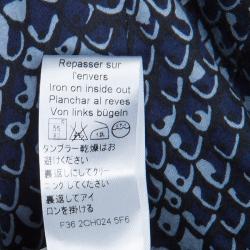 Repasser sur
l'envers
Iron on inside out
Planchar al reves
Von links bügeln
タンブラー乾燥はお
避けください
裏返しにしてクリー
ニングしてください
裏返してアイ
ロンを掛ける
F36 2CH024 5F6